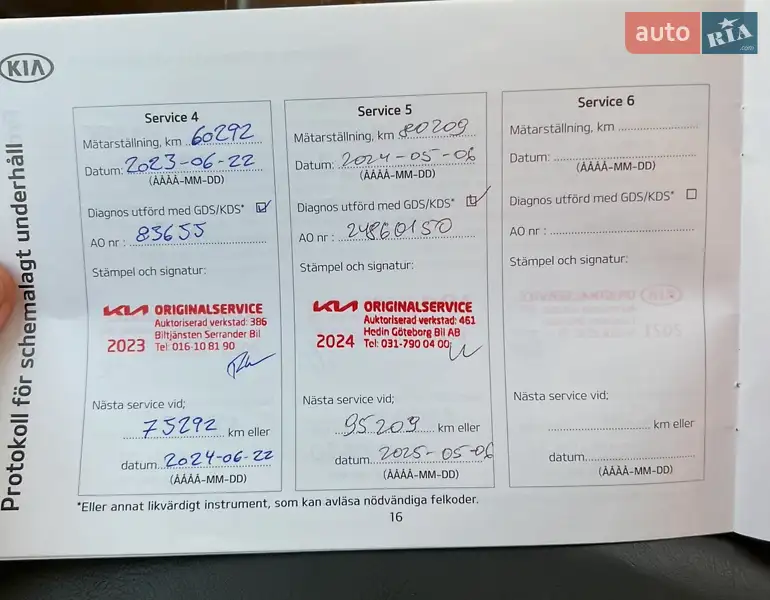 auto RIA .com
KIA
Protokoll för schemalagt underhåll
Service 4
Mätarställning, km 60292
Datum: 2023-06-22
(ÅÅÅÅ-MM-DD)
Diagnos utförd med GDS/KDS*
AO nr : 83655
Stämpel och signatur:
KIA ORIGINALSERVICE
Auktoriserad verkstad: 386
Biltjänsten Serrander Bil
2023 Tel: 016-10 81 90
Nästa service vid;
75292 km eller
datum. 2024-06-22
(ÅÅÅÅ-MM-DD)
Service 5
Mätarställning, km 80209
Datum: 2024-05-06
(ÅÅÅÅ-MM-DD)
Diagnos utförd med GDS/KDS*
AO nr : 24860150
Stämpel och signatur:
KIA ORIGINALSERVICE
Auktoriserad verkstad: 461
Hedin Göteborg Bil AB
2024 Tel: 031-790 04 00
Nästa service vid;
95209 km eller
datum. 2025-05-06
(ÅÅÅÅ-MM-DD)
Service 6
Mätarställning, km
Datum:
(ÅÅÅÅ-MM-DD)
Diagnos utförd med GDS/KDS*
AO nr :
Stämpel och signatur:
Nästa service vid;
km eller
datum.
(ÅÅÅÅ-MM-DD)
*Eller annat likvärdigt instrument, som kan avläsa nödvändiga felkoder.
16